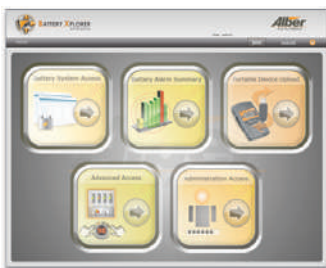 BATTERY XPLORER
Alber
Battery System Access
Battery Alarm Summary
Portable Device Upload
Advanced Access
Administration Access